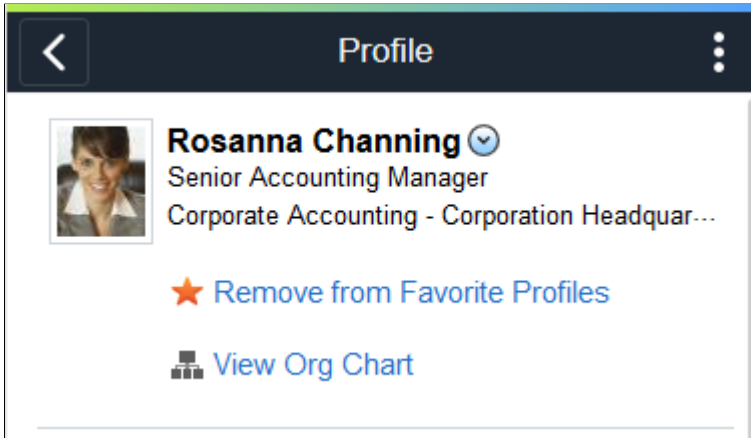 Profile
Rosanna Channing
Senior Accounting Manager
Corporate Accounting - Corporation Headquar...
Remove from Favorite Profiles
View Org Chart